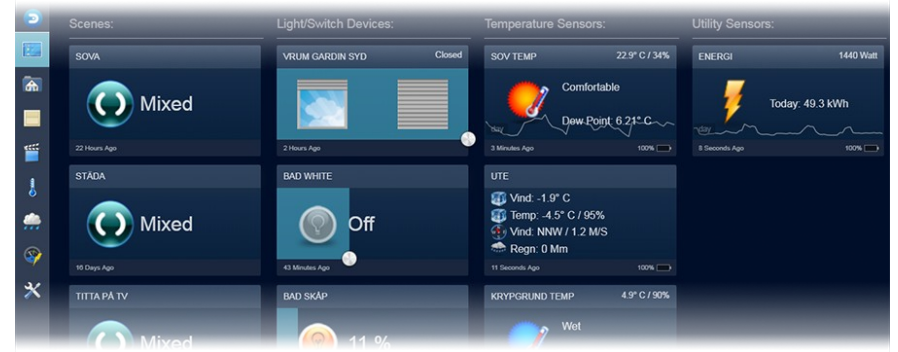 Scenes:
Light/Switch Devices:
Temperature Sensors:
Utility Sensors:
SOVA
Mixed
22 Hours Ago
VRUM GARDIN SYD
Closed
2 Hours Ago
SOV TEMP
22.9° C / 34%
Comfortable
Dew Point: 6.21° C
day
3 Minutes Ago
100%
ENERGI
1440 Watt
Today: 49.3 kWh
day
8 Seconds Ago
100%
STÄDA
Mixed
16 Days Ago
BAD WHITE
Off
43 Minutes Ago
UTE
Vind: -1.9° C
Temp: -4.5° C / 95%
Vind: NNW / 1.2 M/S
Regn: 0 Mm
11 Seconds Ago
100%
TITTA PÅ TV
Mixed
BAD SKÅP
11 %
KRYPGRUND TEMP
4.9° C / 90%
Wet